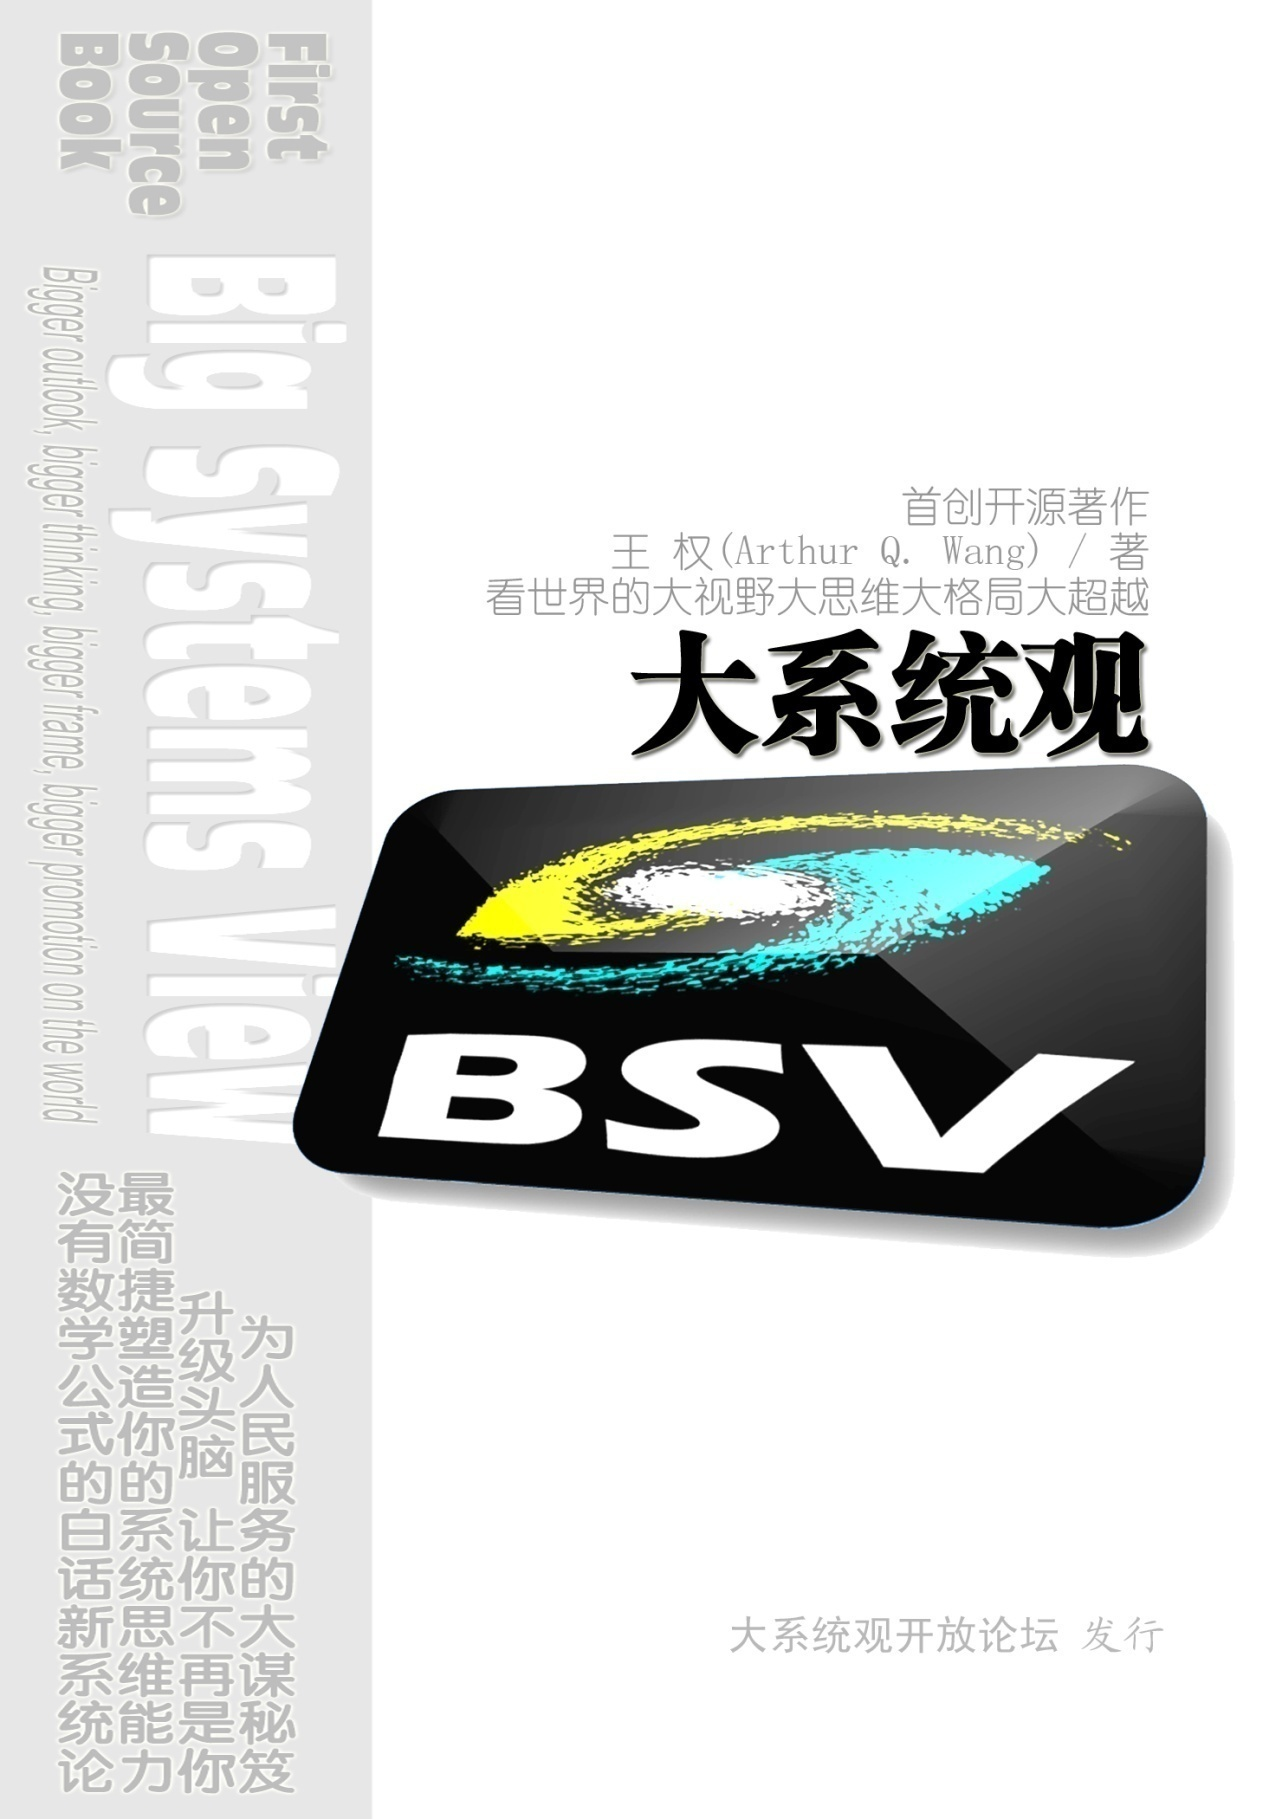 First
Open
Source
Book
Big Systems View
Bigger outlook, bigger thinking, bigger frame, bigger promotion on the world
首创开源著作
王 权(Arthur Q. Wang) / 著
看世界的大视野大思维大格局大超越
大系统观
BSV
为人民服务的大谋秘笈
升级头脑 让你不再是你
最简捷塑造你的系统思维能力
没有数学公式的白话新系统论
大系统观开放论坛 发行